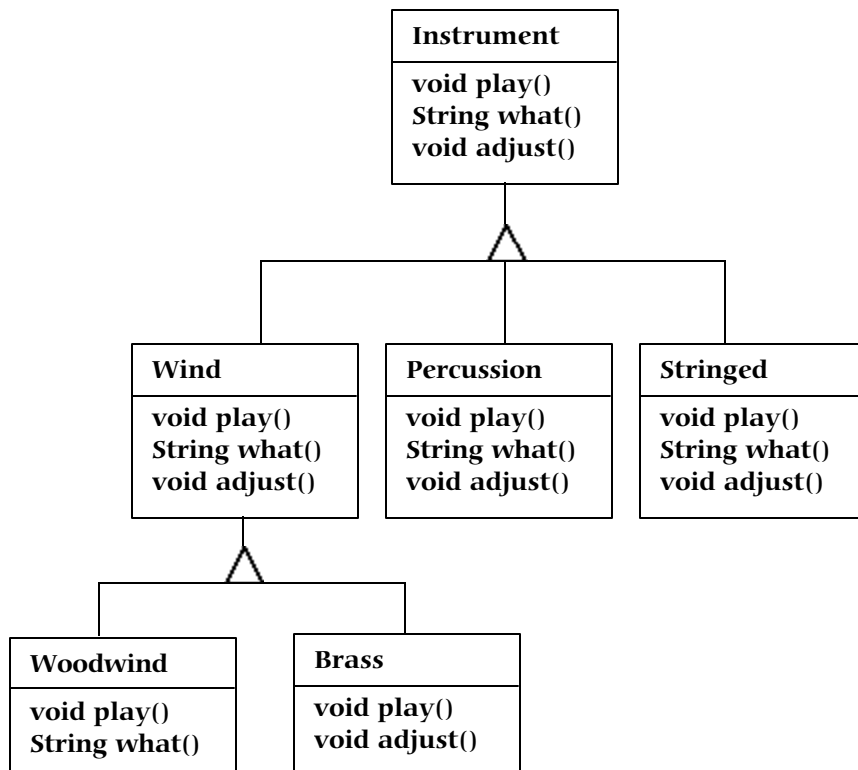 Instrument
void play()
String what()
void adjust()
Wind
void play()
String what()
void adjust()
Percussion
void play()
String what()
void adjust()
Stringed
void play()
String what()
void adjust()
Woodwind
void play()
String what()
Brass
void play()
void adjust()